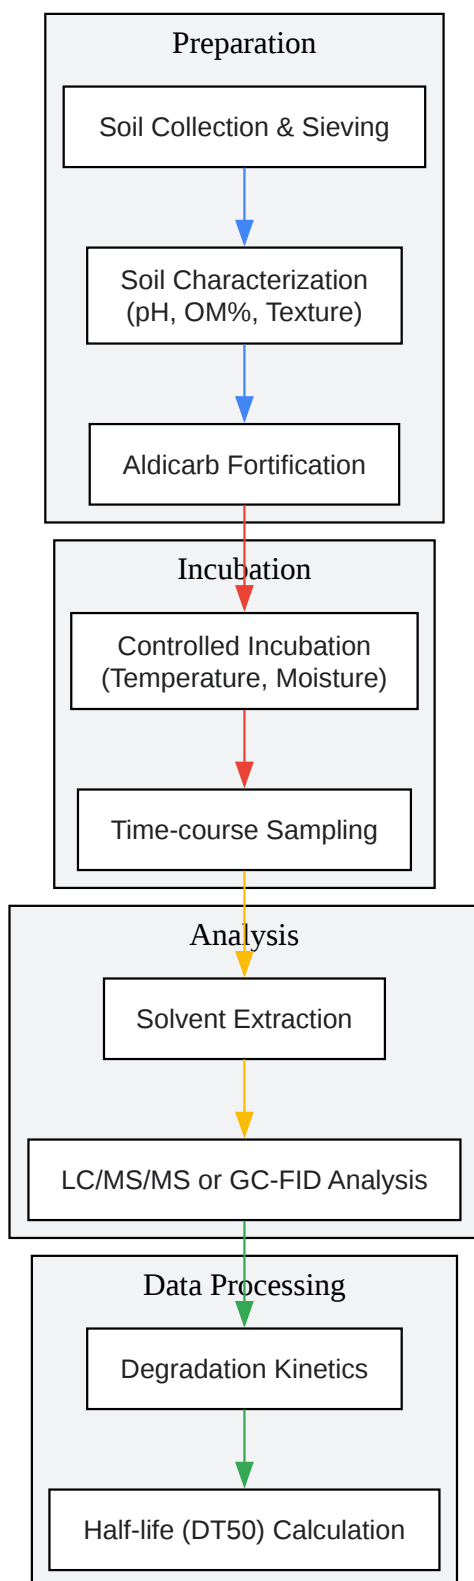 Preparation
Soil Collection & Sieving
Soil Characterization
(pH, OM%, Texture)
Aldicarb Fortification
Incubation
Controlled Incubation
(Temperature, Moisture)
Time-course Sampling
Analysis
Solvent Extraction
LC/MS/MS or GC-FID Analysis
Data Processing
Degradation Kinetics
Half-life (DT50) Calculation